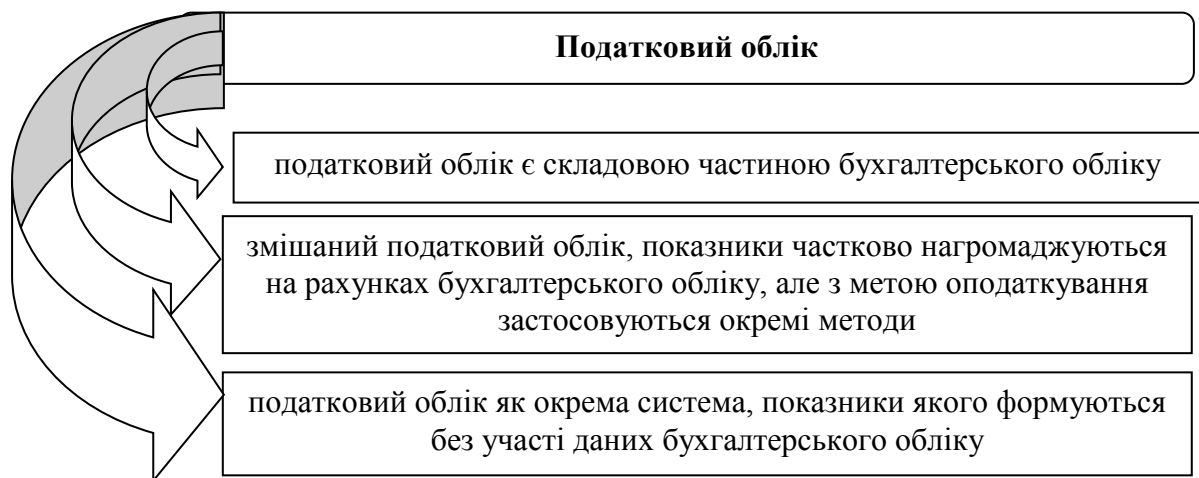 Податковий облік
податковий облік є складовою частиною бухгалтерського обліку
змішаний податковий облік, показники частково нагромаджуються
на рахунках бухгалтерського обліку, але з метою оподаткування
застосовуються окремі методи
податковий облік як окрема система, показники якого формуються
без участі даних бухгалтерського обліку